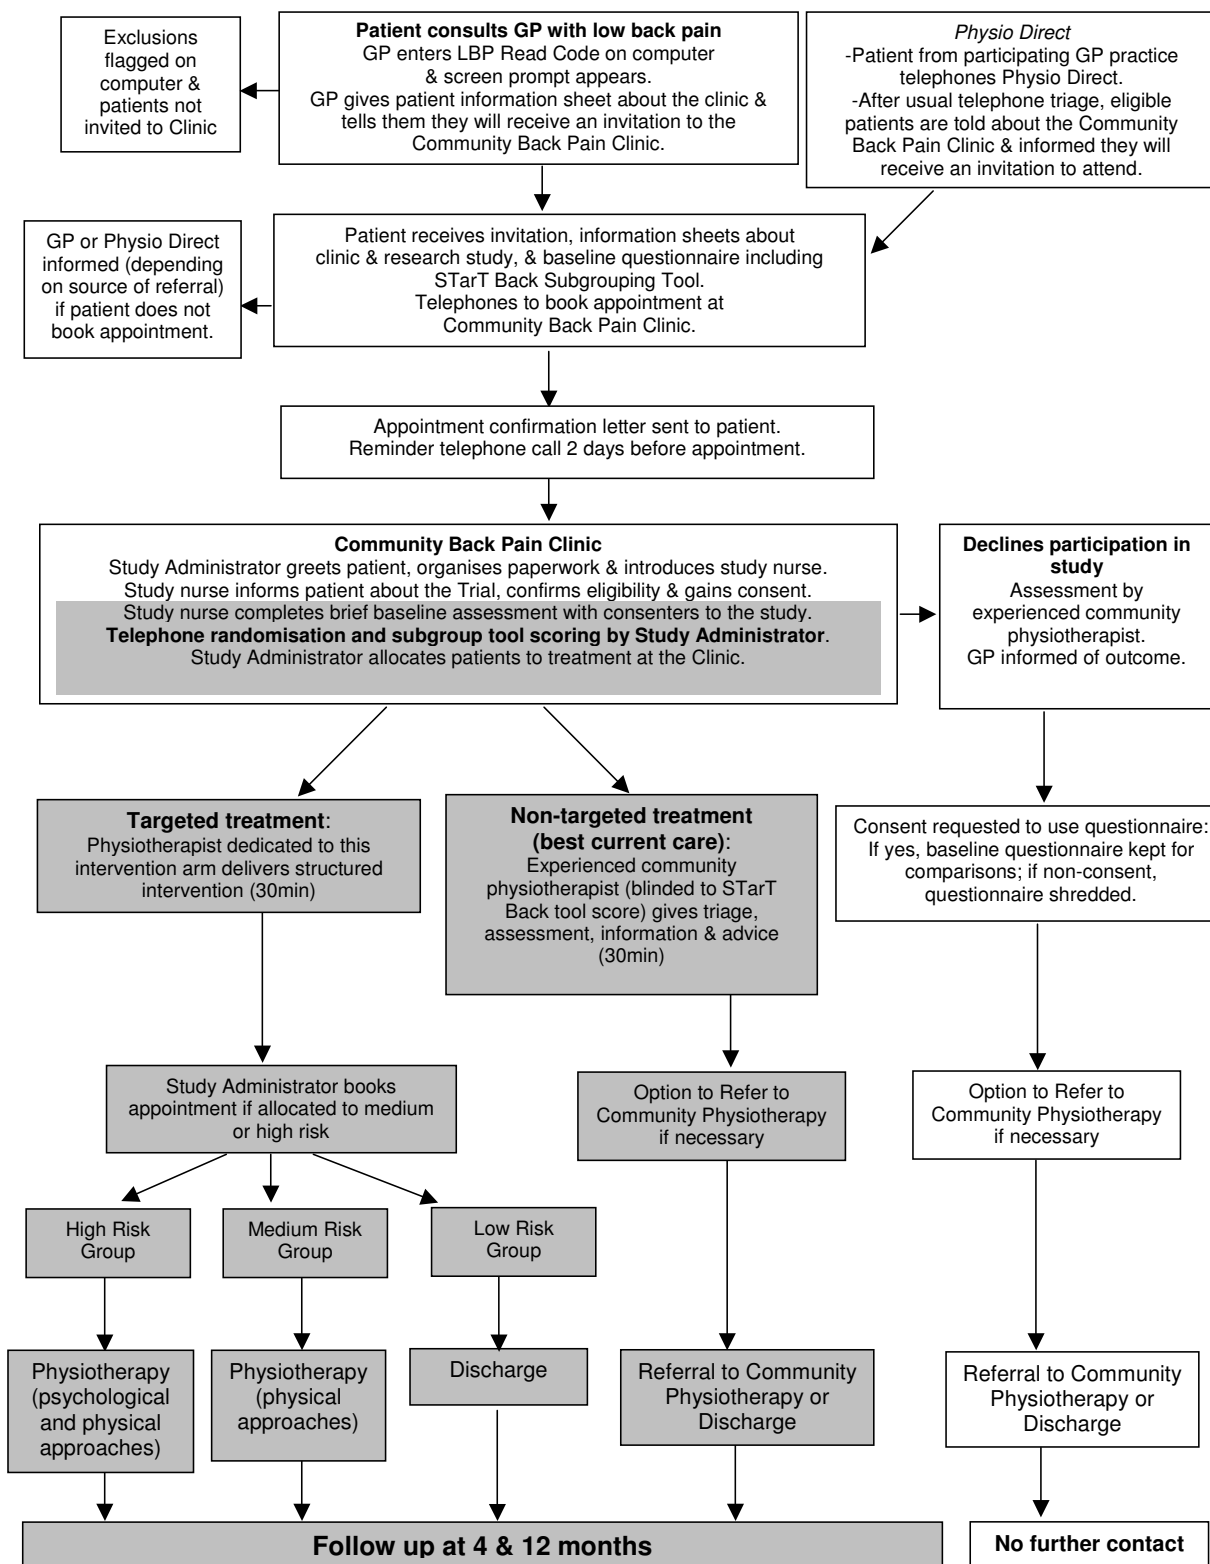 Exclusions
flagged on
computer &
patients not
invited to Clinic
Patient consults GP with low back pain
GP enters LBP Read Code on computer
& screen prompt appears.
GP gives patient information sheet about the clinic &
tells them they will receive an invitation to the
Community Back Pain Clinic.
Physio Direct
-Patient from participating GP practice
telephones Physio Direct.
-After usual telephone triage, eligible
patients are told about the Community
Back Pain Clinic & informed they will
receive an invitation to attend.
GP or Physio Direct
informed (depending
on source of referral)
if patient does not
book appointment.
Patient receives invitation, information sheets about
clinic & research study, & baseline questionnaire including
STarT Back Subgrouping Tool.
Telephones to book appointment at
Community Back Pain Clinic.
Appointment confirmation letter sent to patient.
Reminder telephone call 2 days before appointment.
Community Back Pain Clinic
Study Administrator greets patient, organises paperwork & introduces study nurse.
Study nurse informs patient about the Trial, confirms eligibility & gains consent.
Study nurse completes brief baseline assessment with consenters to the study.
Telephone randomisation and subgroup tool scoring by Study Administrator.
Study Administrator allocates patients to treatment at the Clinic.
Declines participation in
study
Assessment by
experienced community
physiotherapist.
GP informed of outcome.
Targeted treatment:
Physiotherapist dedicated to this
intervention arm delivers structured
intervention (30min)
Non-targeted treatment
(best current care):
Experienced community
physiotherapist (blinded to STarT
Back tool score) gives triage,
assessment, information & advice
(30min)
Consent requested to use questionnaire:
If yes, baseline questionnaire kept for
comparisons; if non-consent,
questionnaire shredded.
Study Administrator books
appointment if allocated to medium
or high risk
Option to Refer to
Community Physiotherapy
if necessary
Option to Refer to
Community Physiotherapy
if necessary
High Risk
Group
Medium Risk
Group
Low Risk
Group
Physiotherapy
(psychological
and physical
approaches)
Physiotherapy
(physical
approaches)
Discharge
Referral to Community
Physiotherapy or
Discharge
Referral to Community
Physiotherapy or
Discharge
Follow up at 4 & 12 months
No further contact